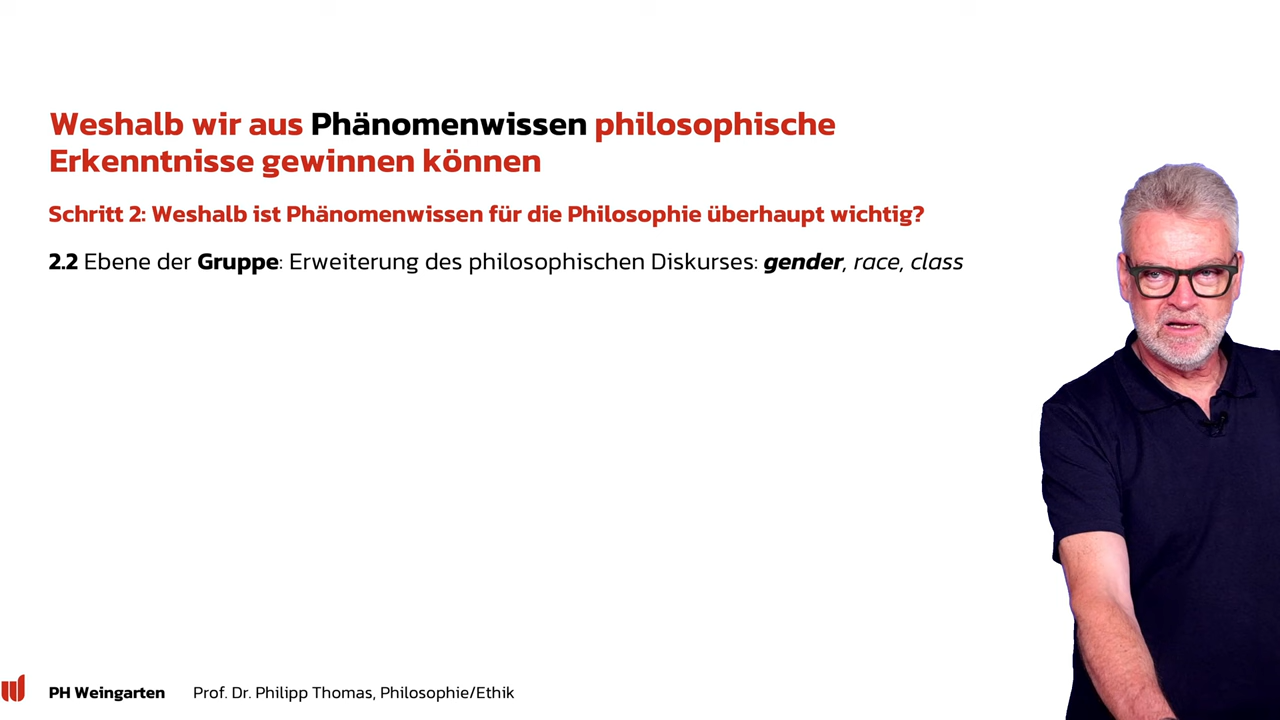 Weshalb wir aus Phänomenwissen philosophische
Erkenntnisse gewinnen können
Schritt 2: Weshalb ist Phänomenwissen für die Philosophie überhaupt wichtig?
2.2 Ebene der Gruppe: Erweiterung des philosophischen Diskurses: gender, race, class
PH Weingarten Prof. Dr. Philipp Thomas, Philosophie/Ethik